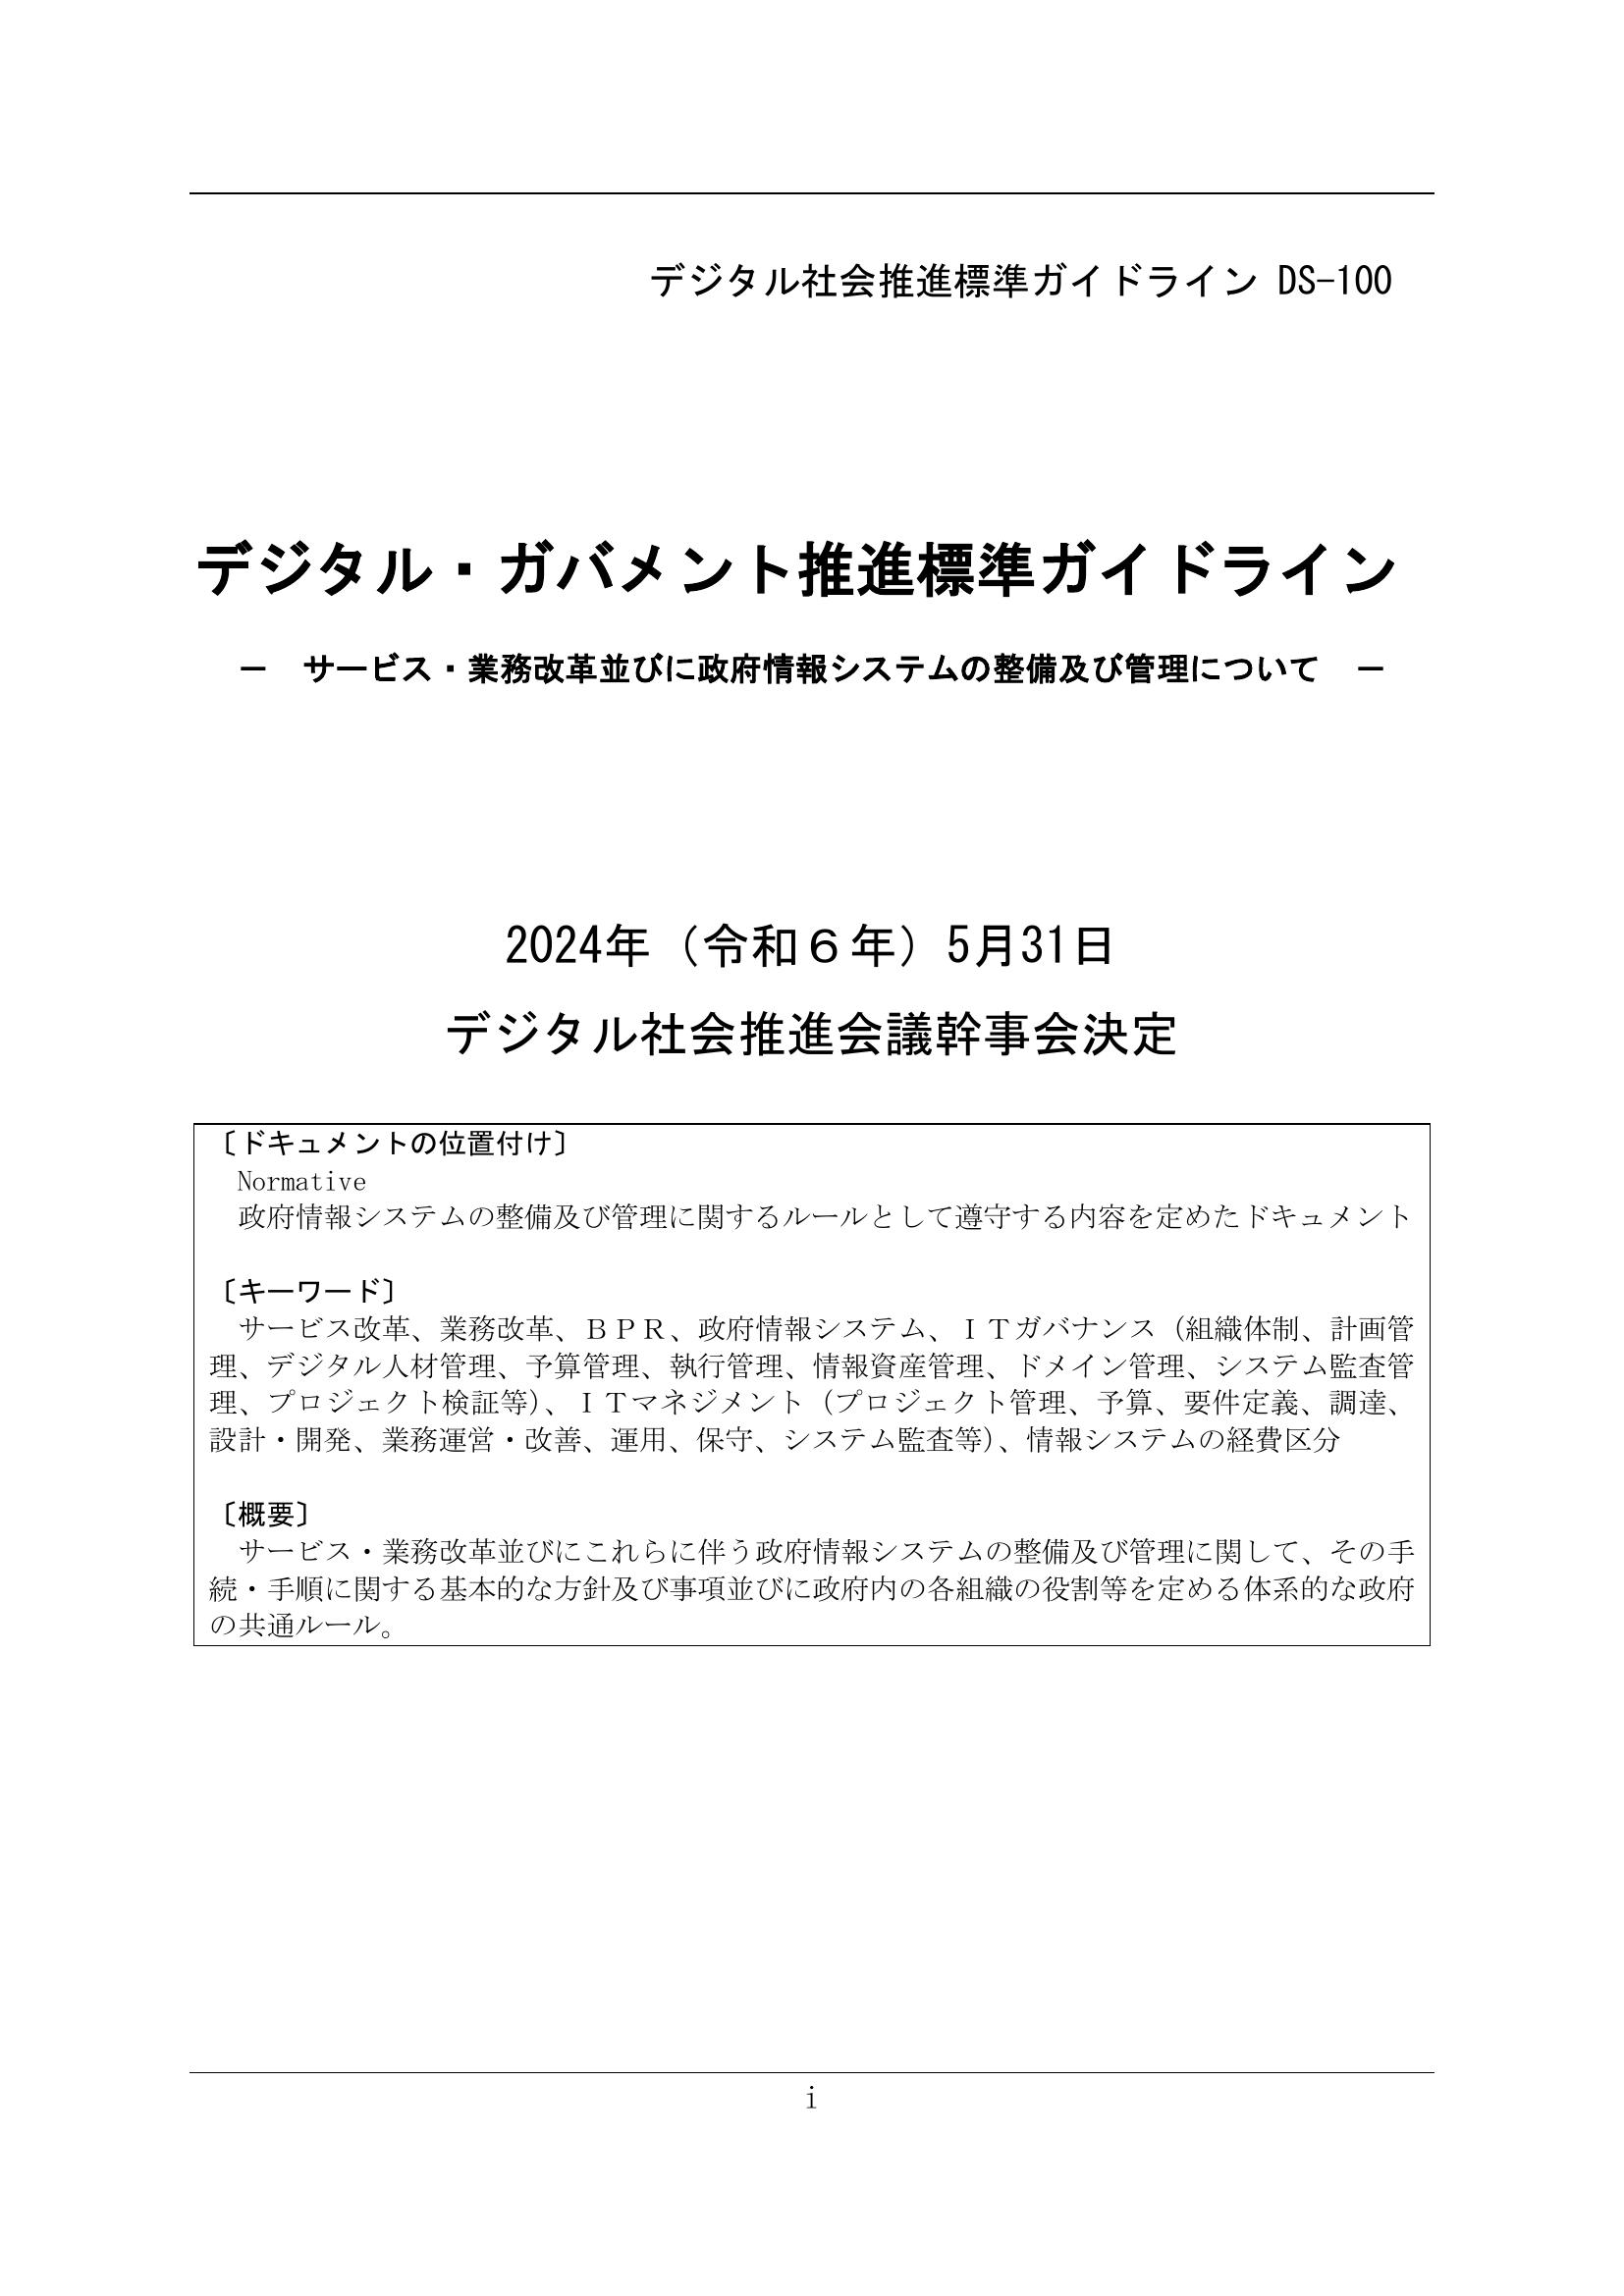 デジタル社会推進標準ガイドライン DS-100
デジタル・ガバメント推進標準ガイドライン
－　サービス・業務改革並びに政府情報システムの整備及び管理について　－
2024年（令和６年）5月31日
デジタル社会推進会議幹事会決定
〔ドキュメントの位置付け〕
Normative
政府情報システムの整備及び管理に関するルールとして遵守する内容を定めたドキュメント
〔キーワード〕
サービス改革、業務改革、ＢＰＲ、政府情報システム、ＩＴガバナンス（組織体制、計画管
理、デジタル人材管理、予算管理、執行管理、情報資産管理、ドメイン管理、システム監査管
理、プロジェクト検証等）、ＩＴマネジメント（プロジェクト管理、予算、要件定義、調達、
設計・開発、業務運営・改善、運用、保守、システム監査等）、情報システムの経費区分
〔概要〕
サービス・業務改革並びにこれらに伴う政府情報システムの整備及び管理に関して、その手
続・手順に関する基本的な方針及び事項並びに政府内の各組織の役割等を定める体系的な政府
の共通ルール。
i